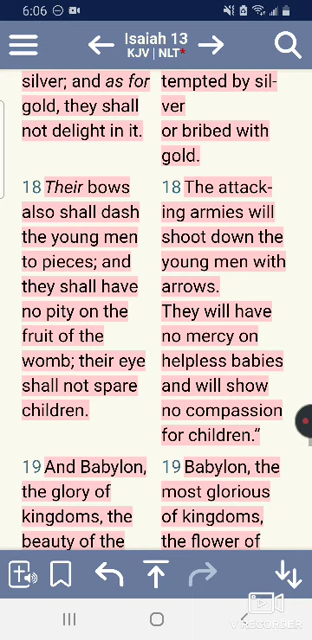 6:06
Isaiah 13
KJV | NLT*
silver; and as for
gold, they shall
not delight in it.
18 Their bows
also shall dash
the young men
to pieces; and
they shall have
no pity on the
fruit of the
womb; their eye
shall not spare
children.
19 And Babylon,
the glory of
kingdoms, the
beauty of the
tempted by sil-
ver
or bribed with
gold.
18 The attack-
ing armies will
shoot down the
young men with
arrows.
They will have
no mercy on
helpless babies
and will show
no compassion
for children.“
19 Babylon, the
most glorious
of kingdoms,
the flower of
V RECORDER